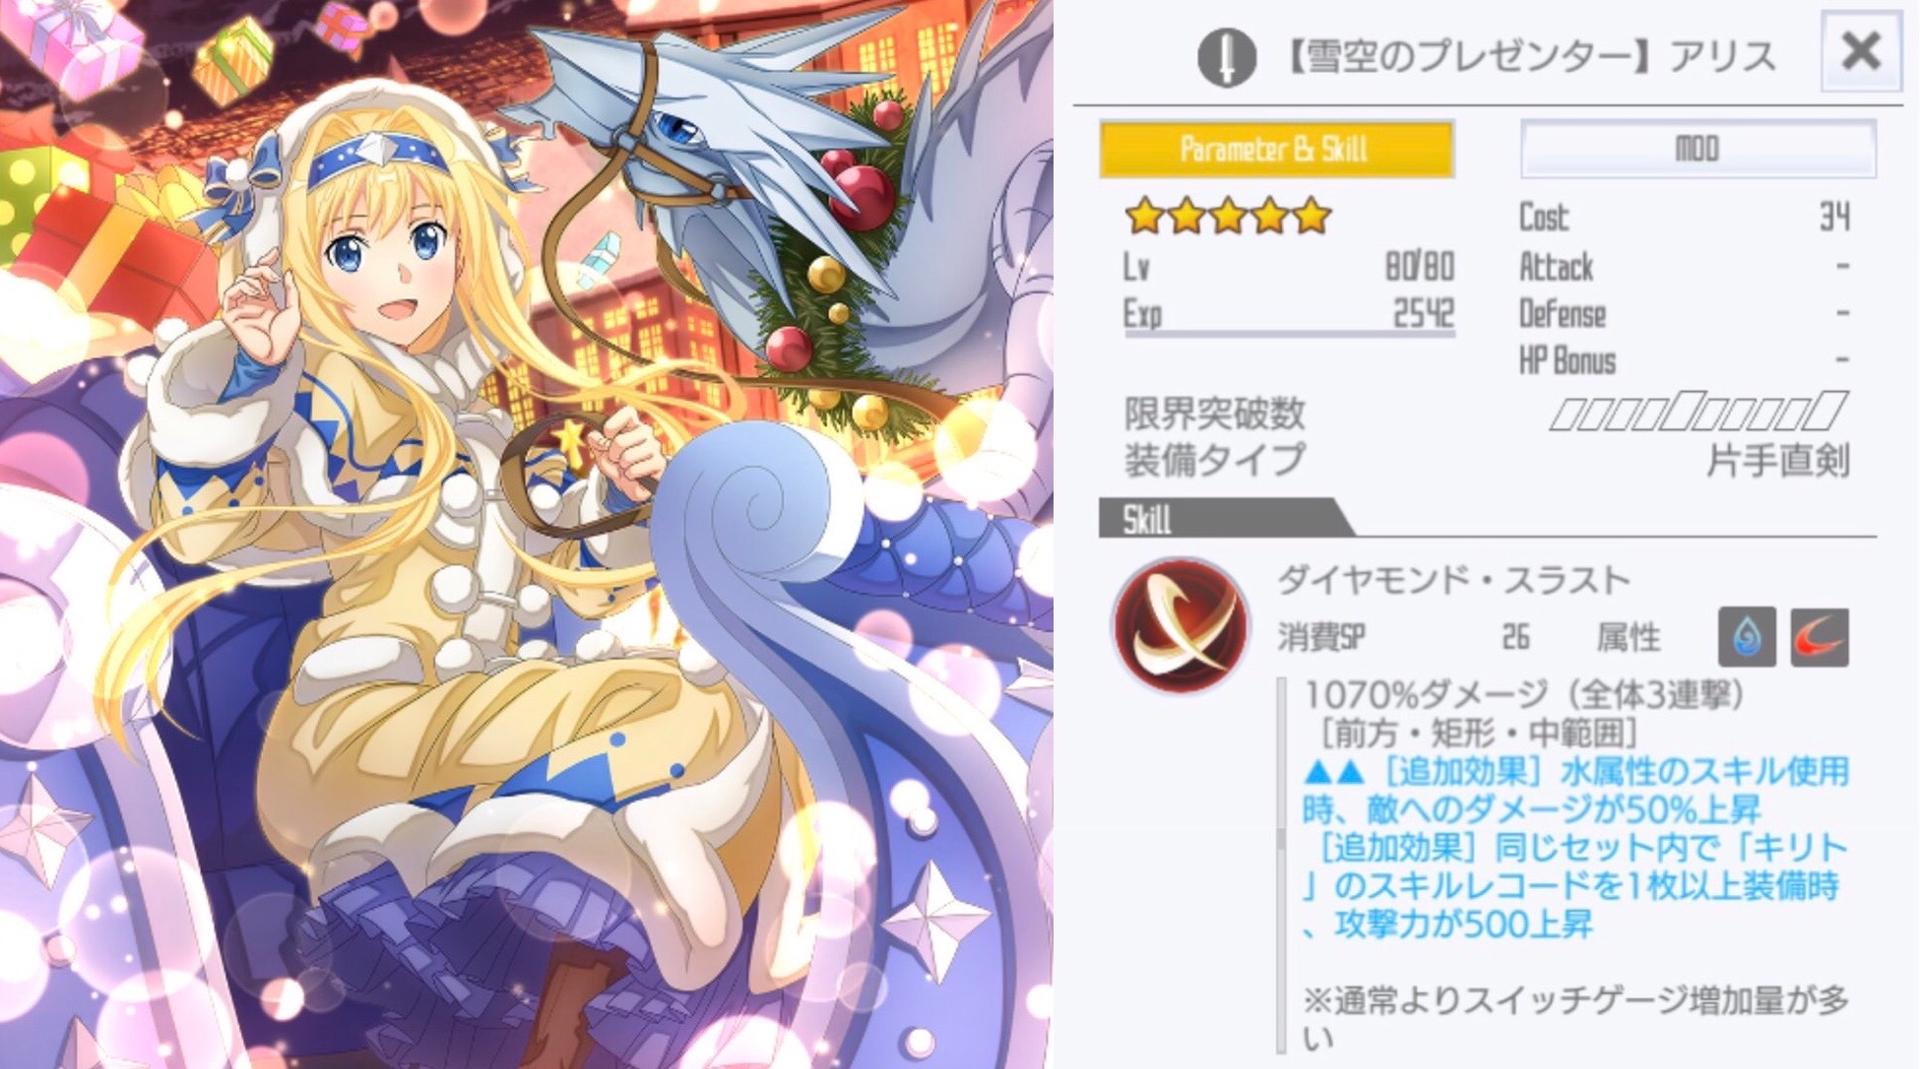 【雪空のプレゼンター】アリス
Parameter & Skill
MOD
Lv 80/80
Exp 2542
Cost 34
Attack -
Defense -
HP Bonus -
限界突破数
装備タイプ 片手直剣
Skill
ダイヤモンド・スラスト
消費SP 26 属性
1070%ダメージ（全体3連撃）
［前方・矩形・中範囲］
▲▲［追加効果］水属性のスキル使用
時、敵へのダメージが50%上昇
［追加効果］同じセット内で「キリト
」のスキルレコードを1枚以上装備時
、攻撃力が500上昇
※通常よりスイッチゲージ増加量が多
い